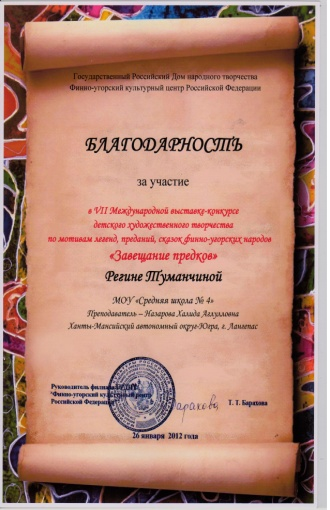 Государственный Российский Дом народного творчества
Финно-угорский культурный центр Российской Федерации
БЛАГОДАРНОСТЬ
за участие
в VII Международной выставке-конкурсе
детского художественного творчества
по мотивам легенд, преданий, сказок финно-угорских народов
«Завещание предков»
Регине Туманчиной
МОУ «Средняя школа № 4»
Преподаватель – Назарова Халида Агзулловна
Ханты-Мансийский автономный округ-Югра, г. Лангепас
Руководитель филиала
"Финно-угорский культурный центр
Российской Федерации"
Т. Т. Барахова
26 января 2012 года